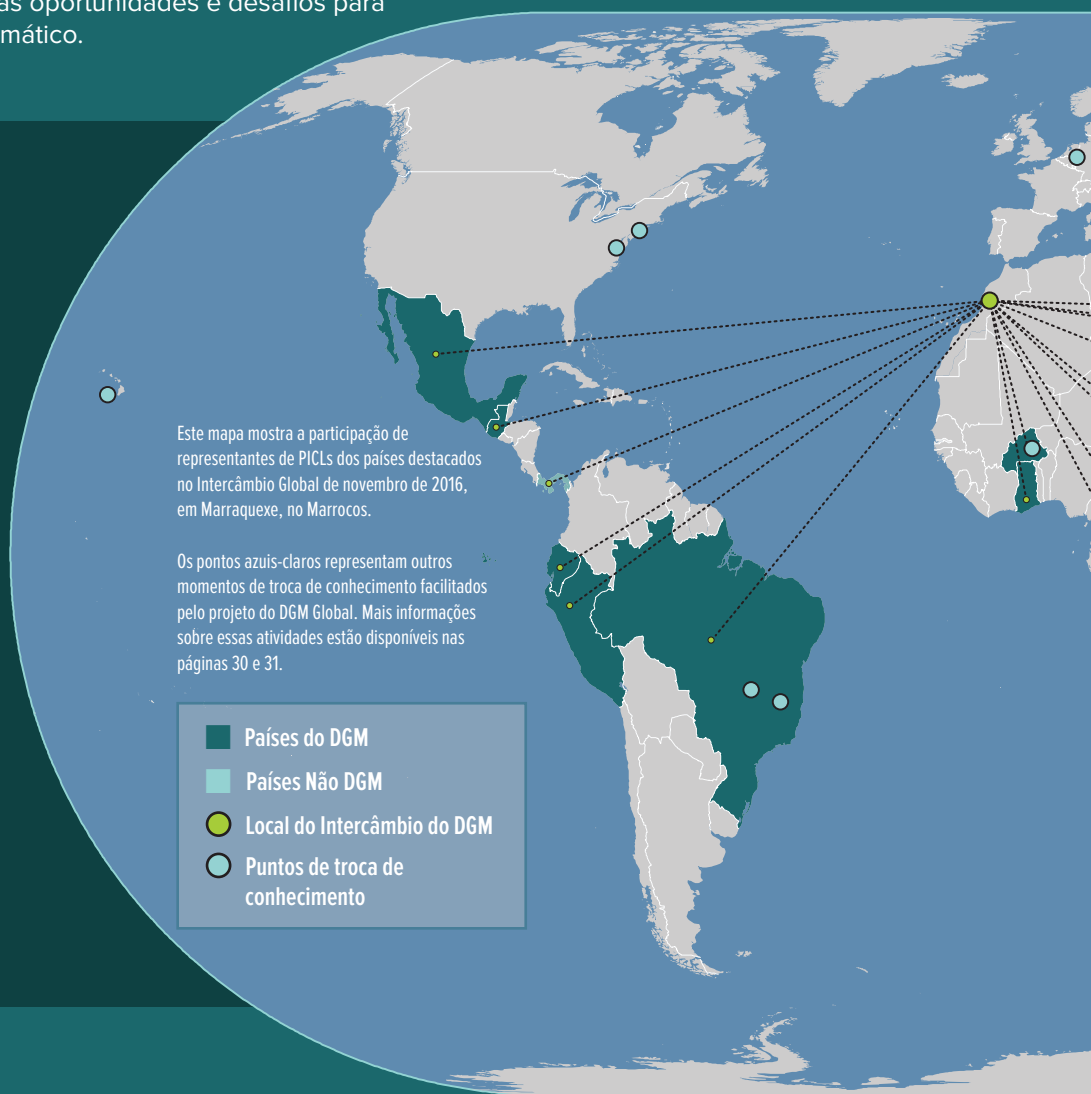 as oportunidades e desafios para
mático.
Este mapa mostra a participação de
representantes de PICLs dos países destacados
no Intercâmbio Global de novembro de 2016,
em Marraquexe, no Marrocos.
Os pontos azuis-claros representam outros
momentos de troca de conhecimento facilitados
pelo projeto do DGM Global. Mais informações
sobre essas atividades estão disponíveis nas
páginas 30 e 31.
Países do DGM
Países Não DGM
Local do Intercâmbio do DGM
Puntos de troca de
conhecimento